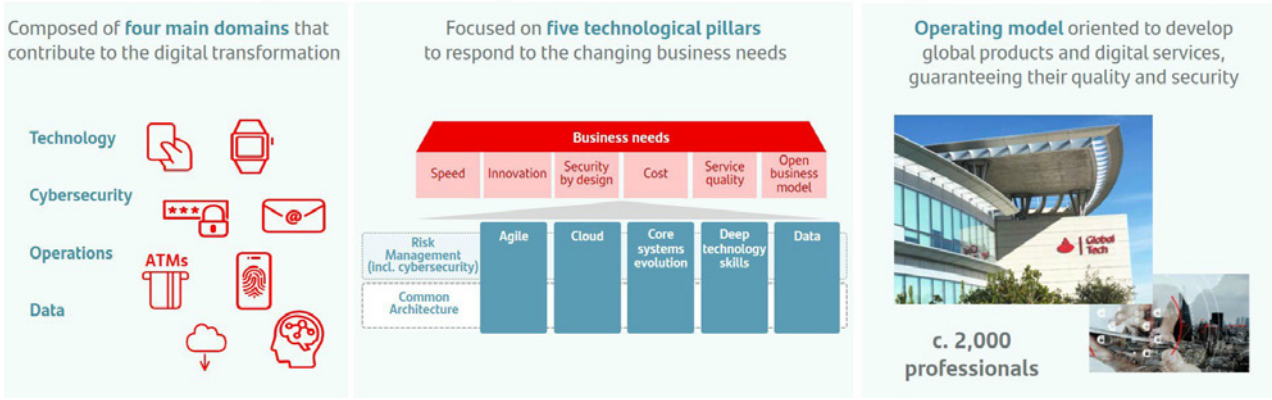 Composed of four main domains that
contribute to the digital transformation
Technology
Cybersecurity
***
@
Operations
ATMs
Data
Focused on five technological pillars
to respond to the changing business needs
Business needs
Speed
Innovation
Security
by design
Cost
Service
quality
Open
business
model
Risk
Management
(incl. cybersecurity)
Common
Architecture
Agile
Cloud
Core
systems
evolution
Deep
technology
skills
Data
Operating model oriented to develop
global products and digital services,
guaranteeing their quality and security
Global
Tech
c. 2,000
professionals